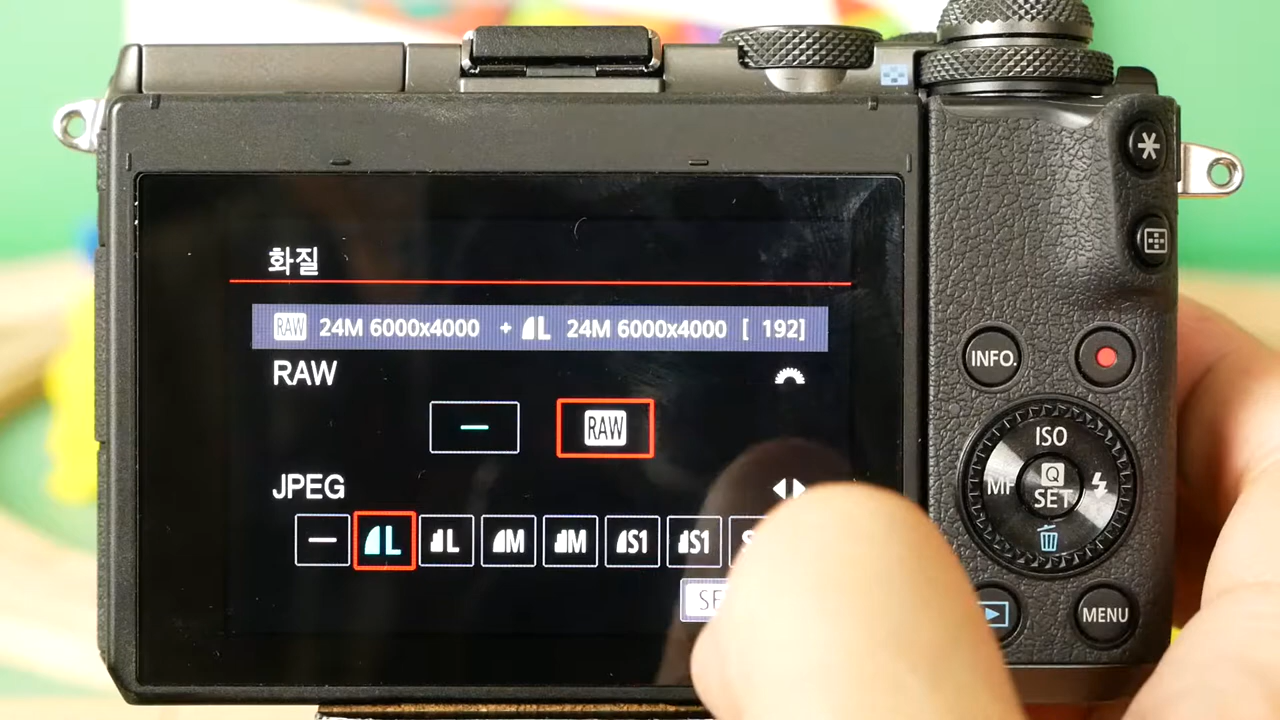 화질
RAW 24M 6000x4000 + L 24M 6000x4000 [ 192]
RAW
RAW
JPEG
L L M M S1 S1
INFO.
ISO
MF
Q
SET
MENU